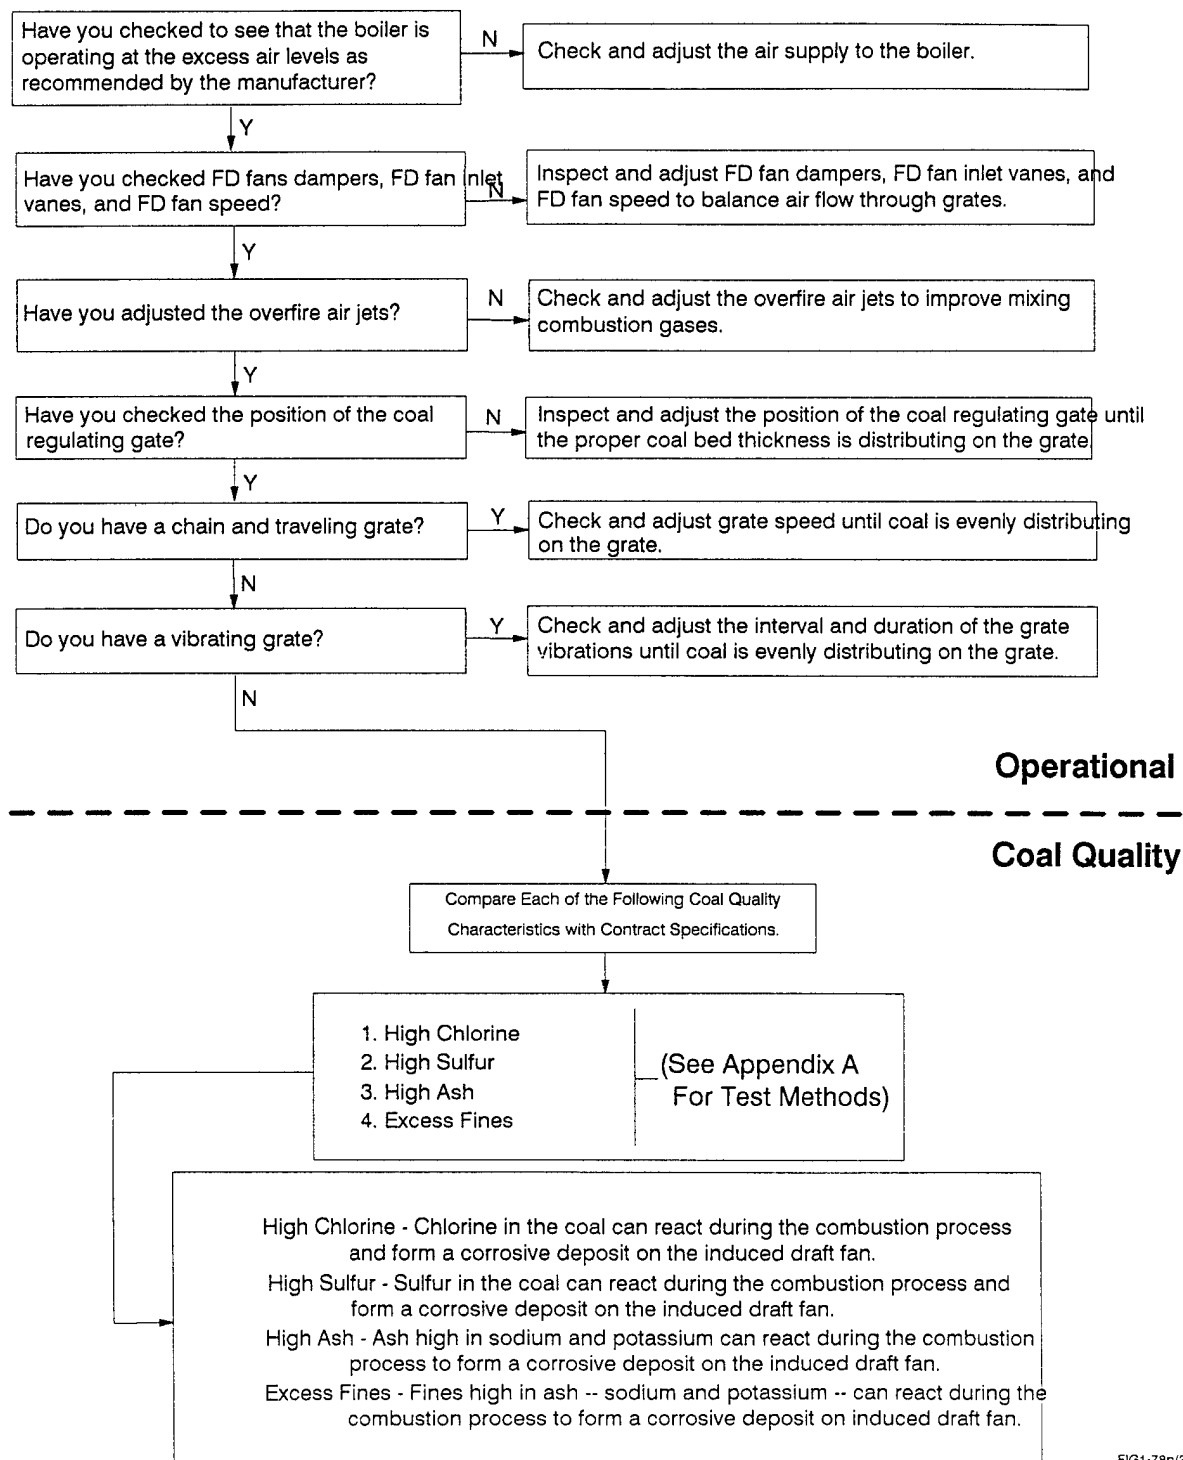 Have you checked to see that the boiler is
operating at the excess air levels as
recommended by the manufacturer?
N
Check and adjust the air supply to the boiler.
Y
Have you checked FD fans dampers, FD fan inlet
vanes, and FD fan speed?
N
Inspect and adjust FD fan dampers, FD fan inlet vanes, and
FD fan speed to balance air flow through grates.
Y
Have you adjusted the overfire air jets?
N
Check and adjust the overfire air jets to improve mixing
combustion gases.
Y
Have you checked the position of the coal
regulating gate?
N
Inspect and adjust the position of the coal regulating gate until
the proper coal bed thickness is distributing on the grate.
Y
Do you have a chain and traveling grate?
Y
Check and adjust grate speed until coal is evenly distributing
on the grate.
N
Do you have a vibrating grate?
Y
Check and adjust the interval and duration of the grate
vibrations until coal is evenly distributing on the grate.
N
Operational
Coal Quality
Compare Each of the Following Coal Quality
Characteristics with Contract Specifications.
1. High Chlorine
2. High Sulfur
3. High Ash
4. Excess Fines
(See Appendix A
For Test Methods)
High Chlorine - Chlorine in the coal can react during the combustion process
and form a corrosive deposit on the induced draft fan.
High Sulfur - Sulfur in the coal can react during the combustion process and
form a corrosive deposit on the induced draft fan.
High Ash - Ash high in sodium and potassium can react during the combustion
process to form a corrosive deposit on the induced draft fan.
Excess Fines - Fines high in ash -- sodium and potassium -- can react during the
combustion process to form a corrosive deposit on induced draft fan.